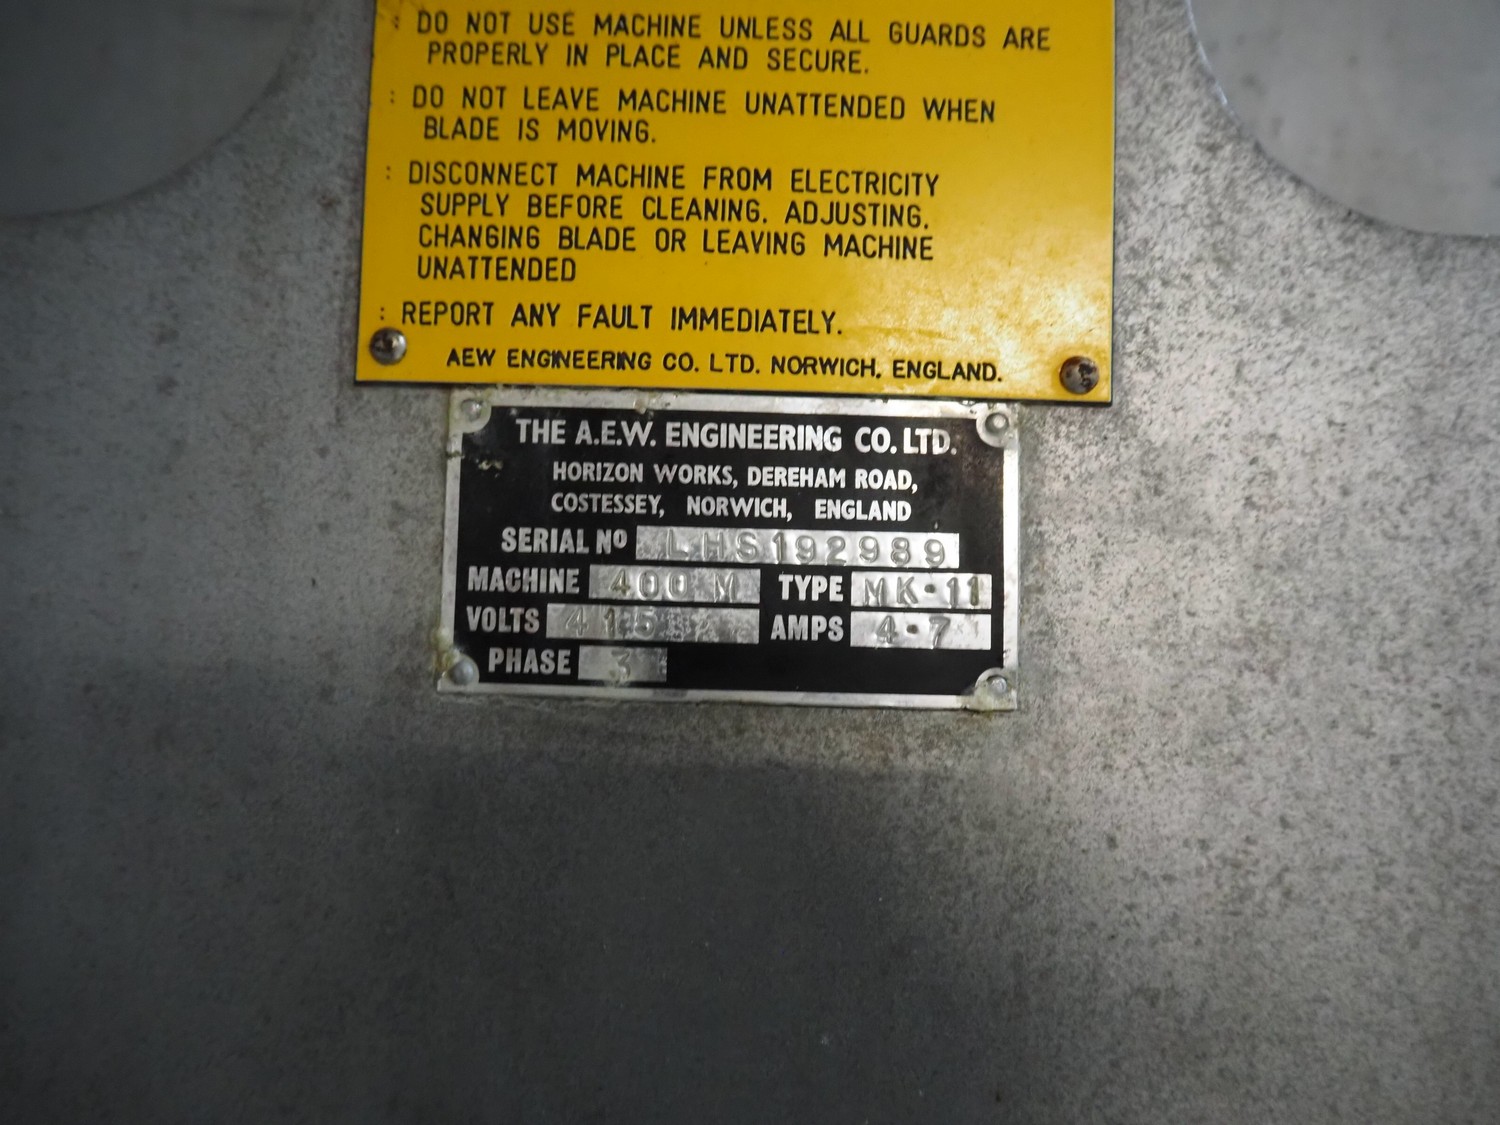 : DO NOT USE MACHINE UNLESS ALL GUARDS ARE
PROPERLY IN PLACE AND SECURE.
: DO NOT LEAVE MACHINE UNATTENDED WHEN
BLADE IS MOVING.
: DISCONNECT MACHINE FROM ELECTRICITY
SUPPLY BEFORE CLEANING. ADJUSTING.
CHANGING BLADE OR LEAVING MACHINE
UNATTENDED
: REPORT ANY FAULT IMMEDIATELY.
AEW ENGINEERING CO. LTD. NORWICH. ENGLAND.
THE A.E.W. ENGINEERING CO. LTD.
HORIZON WORKS, DEREHAM ROAD,
COSTESSEY, NORWICH, ENGLAND
SERIAL No LHS192989
MACHINE 400 M TYPE MK·11
VOLTS 415 AMPS 4·7
PHASE 3